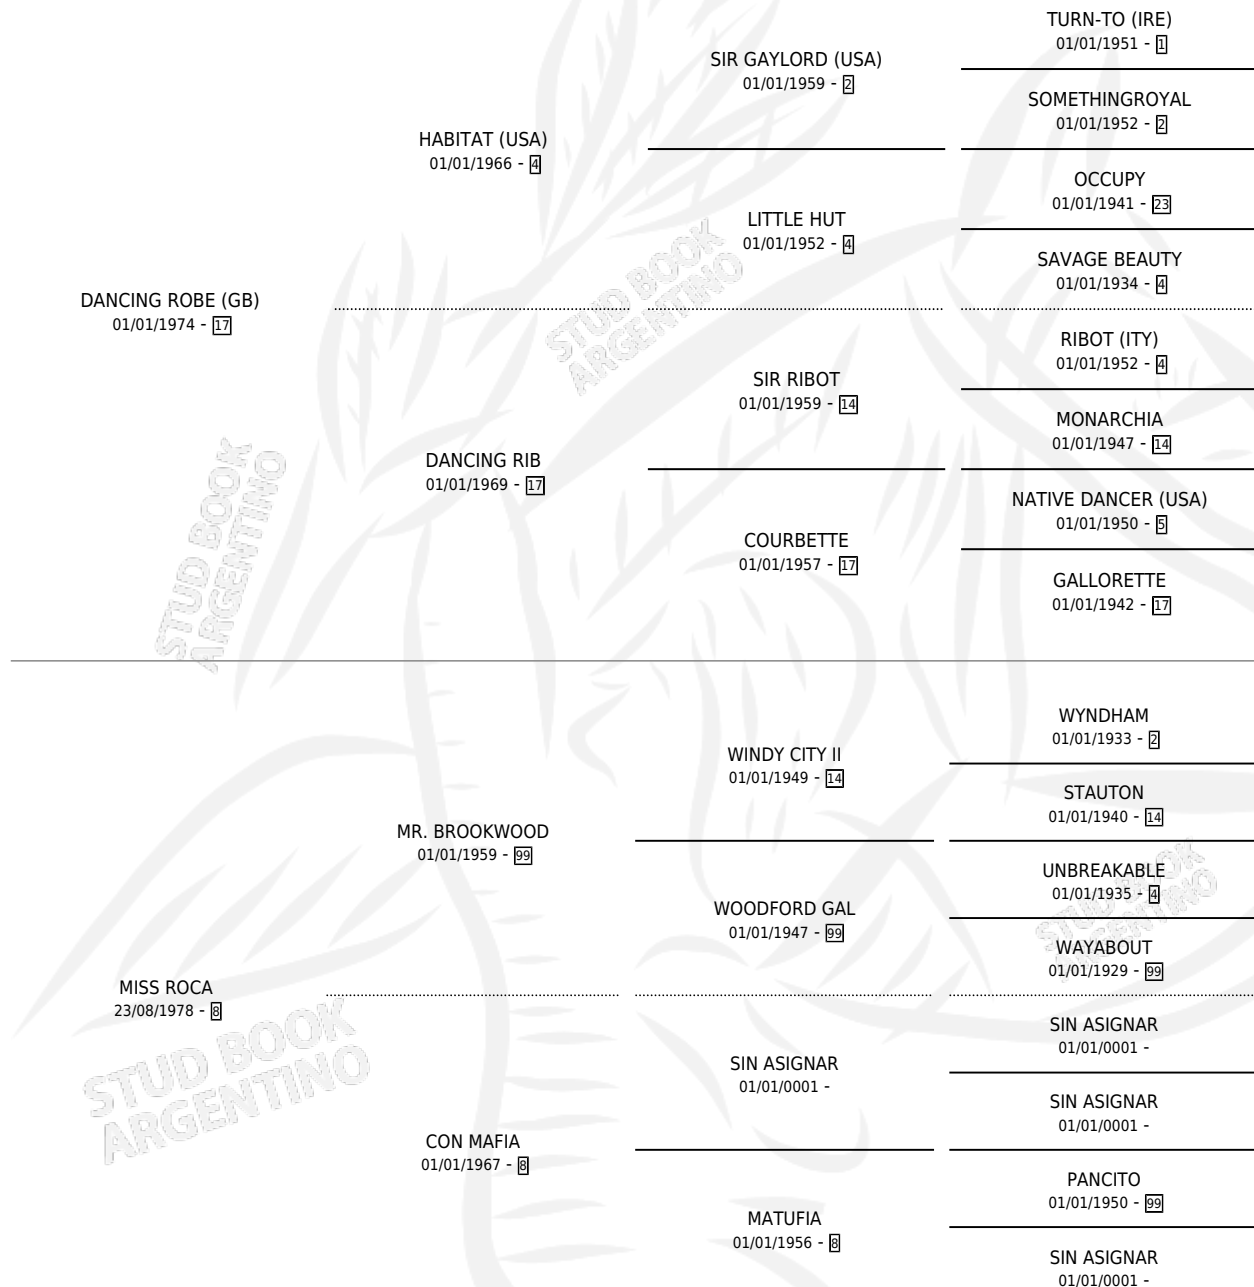 TURN-TO (IRE)
01/01/1951 - 1
SIR GAYLORD (USA)
01/01/1959 - 2
SOMETHINGROYAL
01/01/1952 - 2
HABITAT (USA)
01/01/1966 - 4
OCCUPY
01/01/1941 - 23
LITTLE HUT
01/01/1952 - 4
SAVAGE BEAUTY
01/01/1934 - 4
DANCING ROBE (GB)
01/01/1974 - 17
RIBOT (ITY)
01/01/1952 - 4
SIR RIBOT
01/01/1959 - 14
MONARCHIA
01/01/1947 - 14
DANCING RIB
01/01/1969 - 17
NATIVE DANCER (USA)
01/01/1950 - 5
COURBETTE
01/01/1957 - 17
GALLORETTE
01/01/1942 - 17
WYNDHAM
01/01/1933 - 2
WINDY CITY II
01/01/1949 - 14
STAUTON
01/01/1940 - 14
MR. BROOKWOOD
01/01/1959 - 99
UNBREAKABLE
01/01/1935 - 4
WOODFORD GAL
01/01/1947 - 99
WAYABOUT
01/01/1929 - 99
MISS ROCA
23/08/1978 - 8
SIN ASIGNAR
01/01/0001 -
SIN ASIGNAR
01/01/0001 -
SIN ASIGNAR
01/01/0001 -
CON MAFIA
01/01/1967 - 8
PANCITO
01/01/1950 - 99
MATUFIA
01/01/1956 - 8
SIN ASIGNAR
01/01/0001 -
STUD BOOK
ARGENTINO
STUD BOOK
ARGENTINO
STUD BOOK
ARGENTINO
STUD BOOK
ARGENTINO